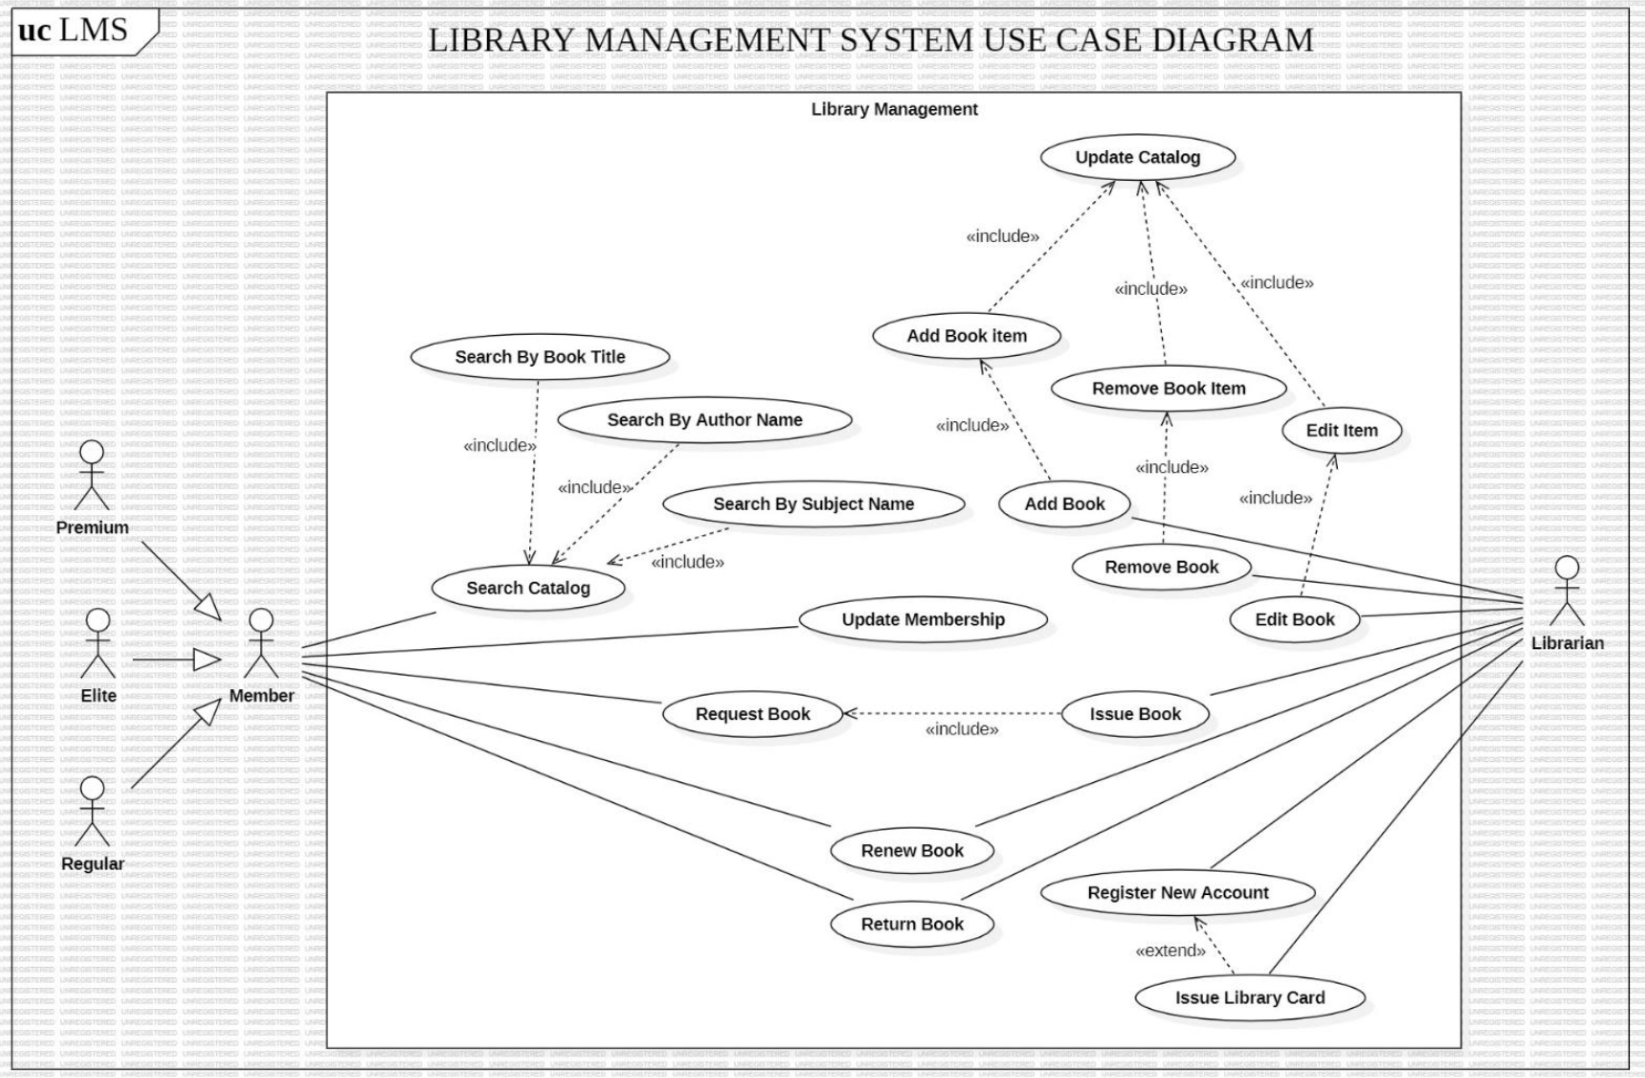 uc LMS
LIBRARY MANAGEMENT SYSTEM USE CASE DIAGRAM
Library Management
Update Catalog
«include»
«include»
«include»
Add Book item
Search By Book Title
Remove Book Item
Search By Author Name
Edit Item
«include»
«include»
«include»
«include»
«include»
Search By Subject Name
Add Book
Premium
«include»
Remove Book
Search Catalog
Update Membership
Edit Book
Librarian
Elite
Member
Request Book
Issue Book
«include»
Renew Book
Regular
Register New Account
Return Book
«extend»
Issue Library Card
UNREGISTERED